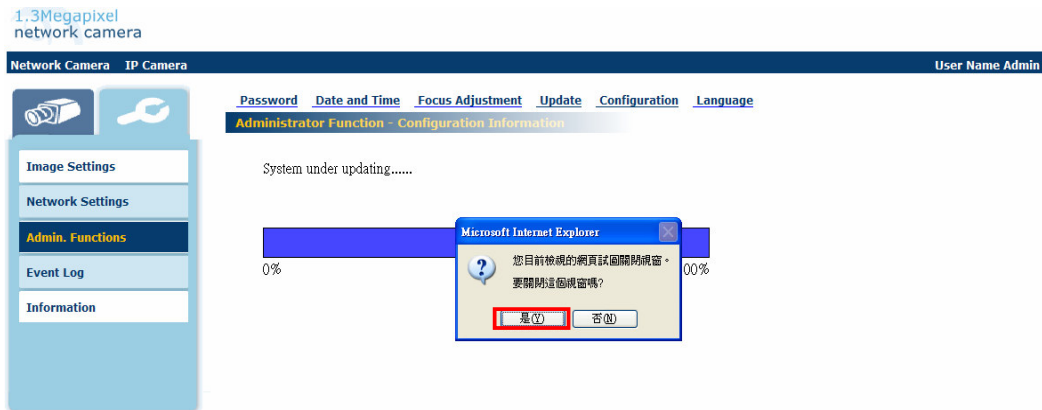 1.3Megapixel
network camera
Network Camera IP Camera User Name Admin
Password Date and Time Focus Adjustment Update Configuration Language
Administrator Function - Configuration Information
Image Settings
Network Settings
Admin. Functions
Event Log
Information
System under updating......
0% 00%
Microsoft Internet Explorer
您目前檢視的網頁試圖關閉視窗。
要關閉這個視窗嗎?
是(Y) 否(N)